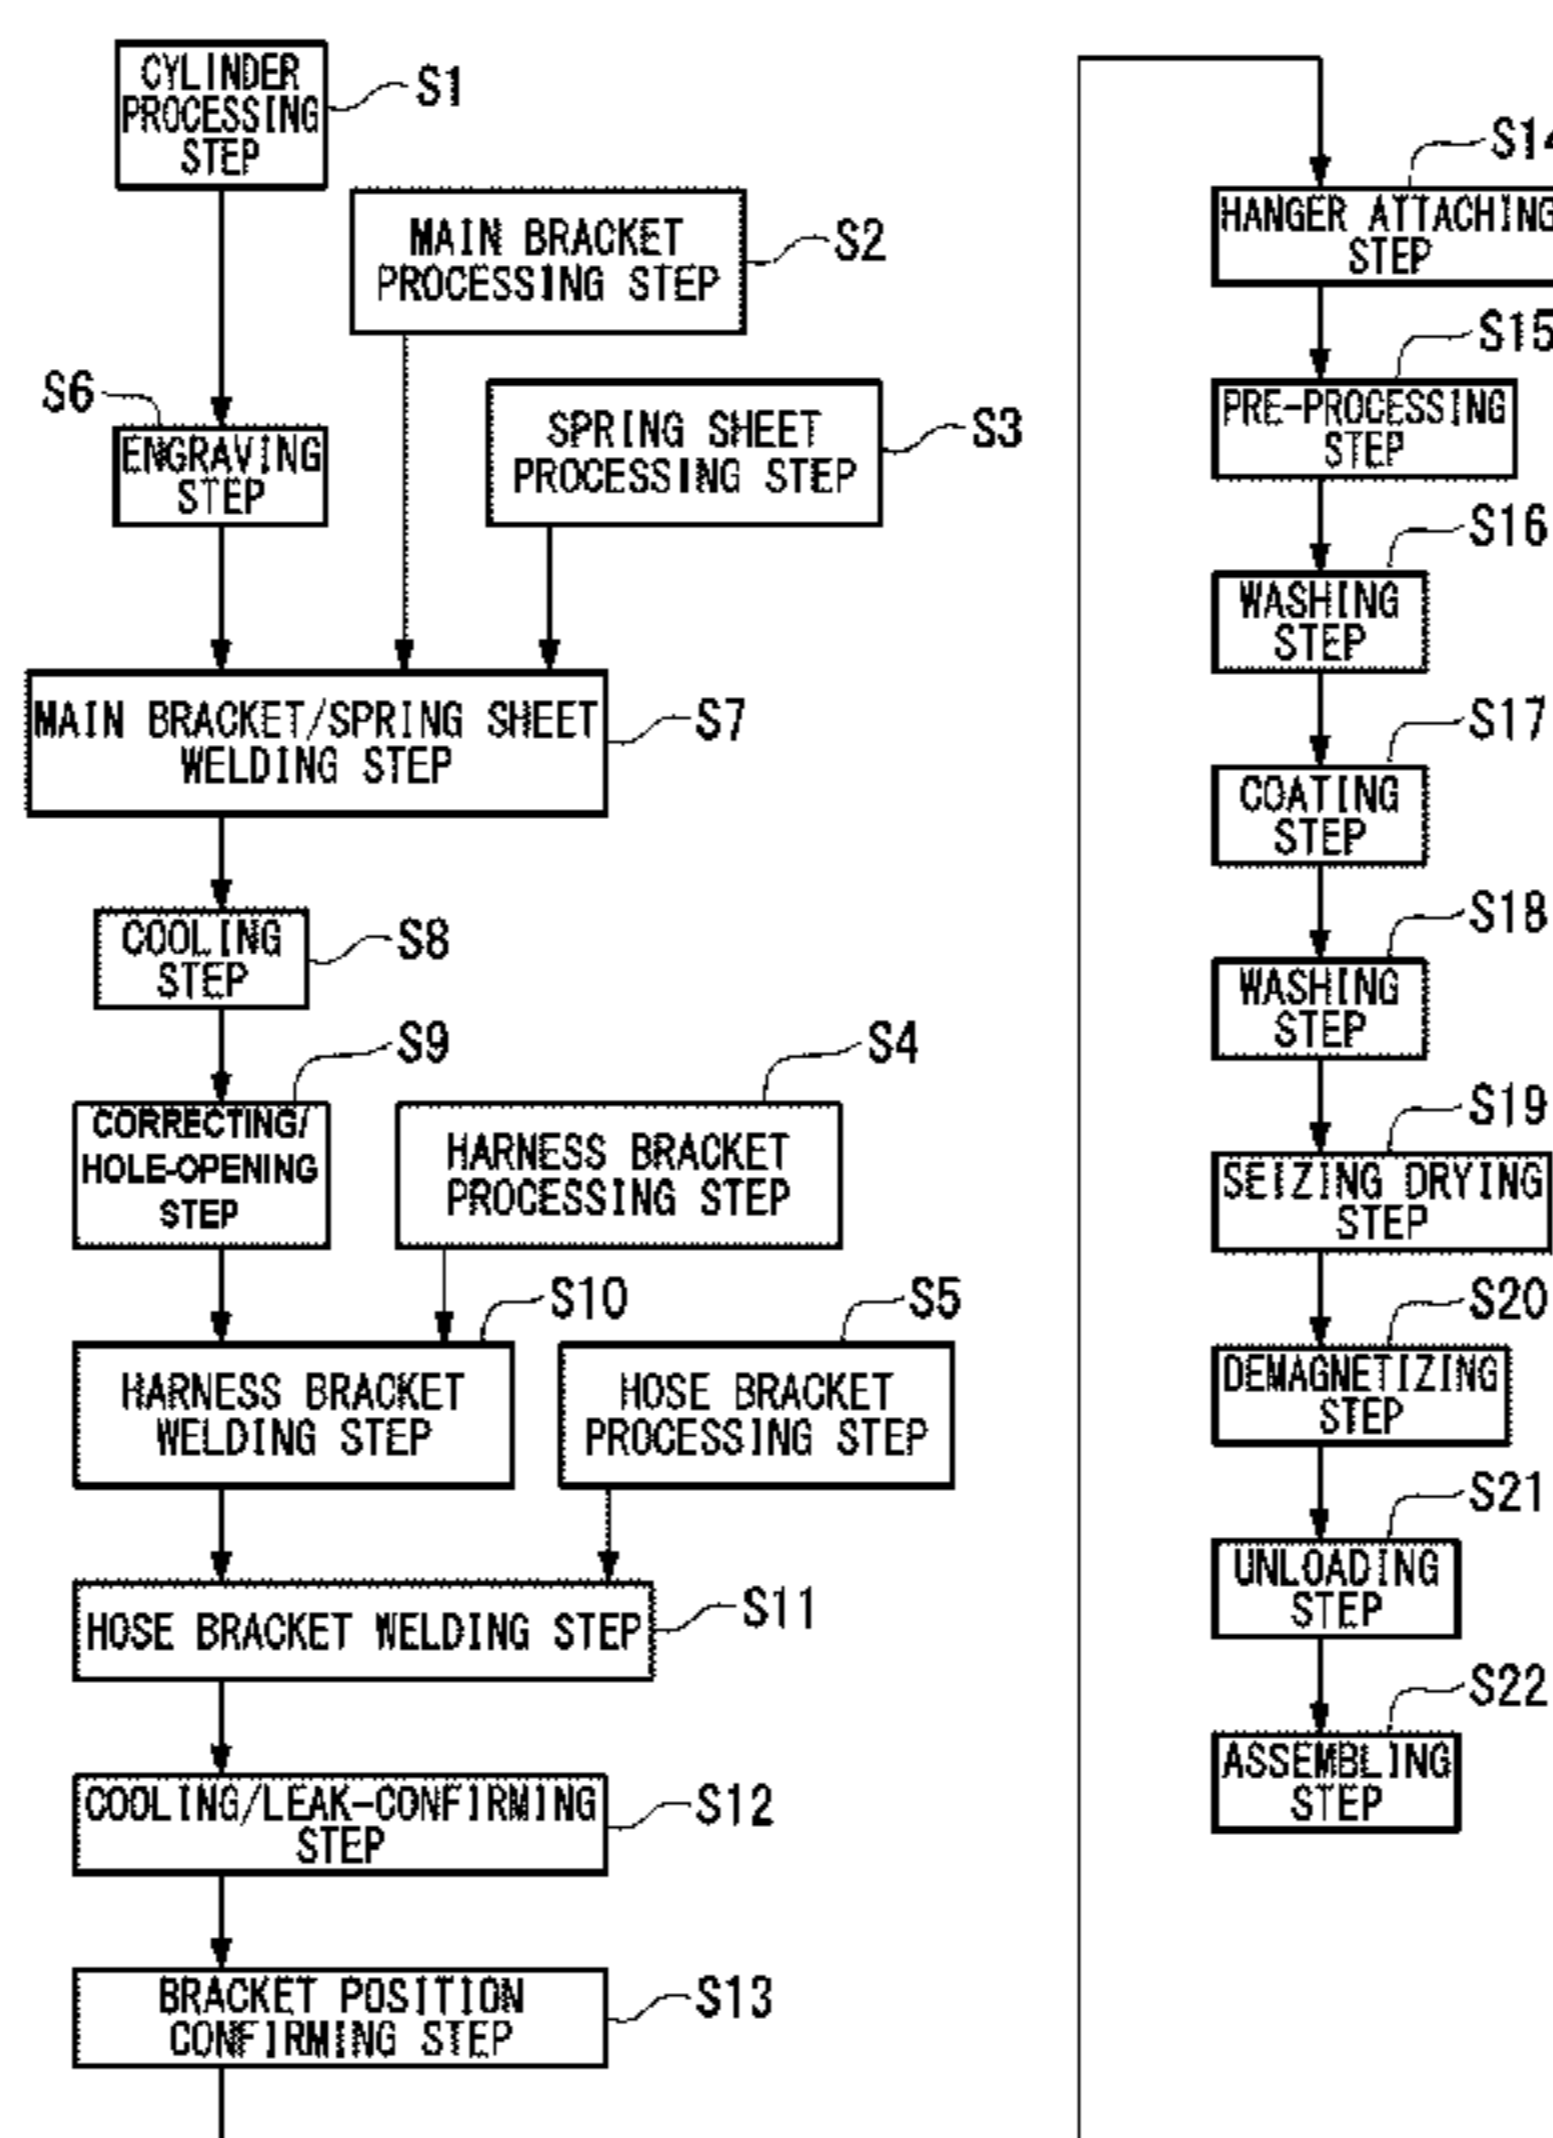 CYLINDER
PROCESSING
STEP
S1
MAIN BRACKET
PROCESSING STEP
S2
S6
ENGRAVING
STEP
SPRING SHEET
PROCESSING STEP
S3
MAIN BRACKET/SPRING SHEET
WELDING STEP
S7
COOLING
STEP
S8
S9
CORRECTING/
HOLE-OPENING
STEP
S4
HARNESS BRACKET
PROCESSING STEP
S10
HARNESS BRACKET
WELDING STEP
S5
HOSE BRACKET
PROCESSING STEP
HOSE BRACKET WELDING STEP
S11
COOLING/LEAK-CONFIRMING
STEP
S12
BRACKET POSITION
CONFIRMING STEP
S13
S14
HANGER ATTACHING
STEP
S15
PRE-PROCESSING
STEP
S16
WASHING
STEP
S17
COATING
STEP
S18
WASHING
STEP
S19
SEIZING DRYING
STEP
S20
DEMAGNETIZING
STEP
S21
UNLOADING
STEP
S22
ASSEMBLING
STEP